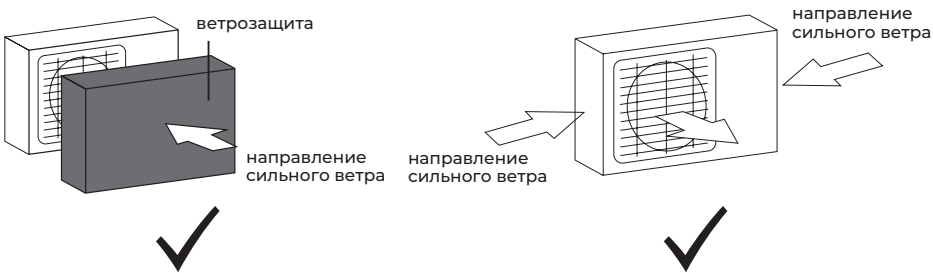 ветрозащита
направление
сильного ветра
направление
сильного ветра
направление
сильного ветра